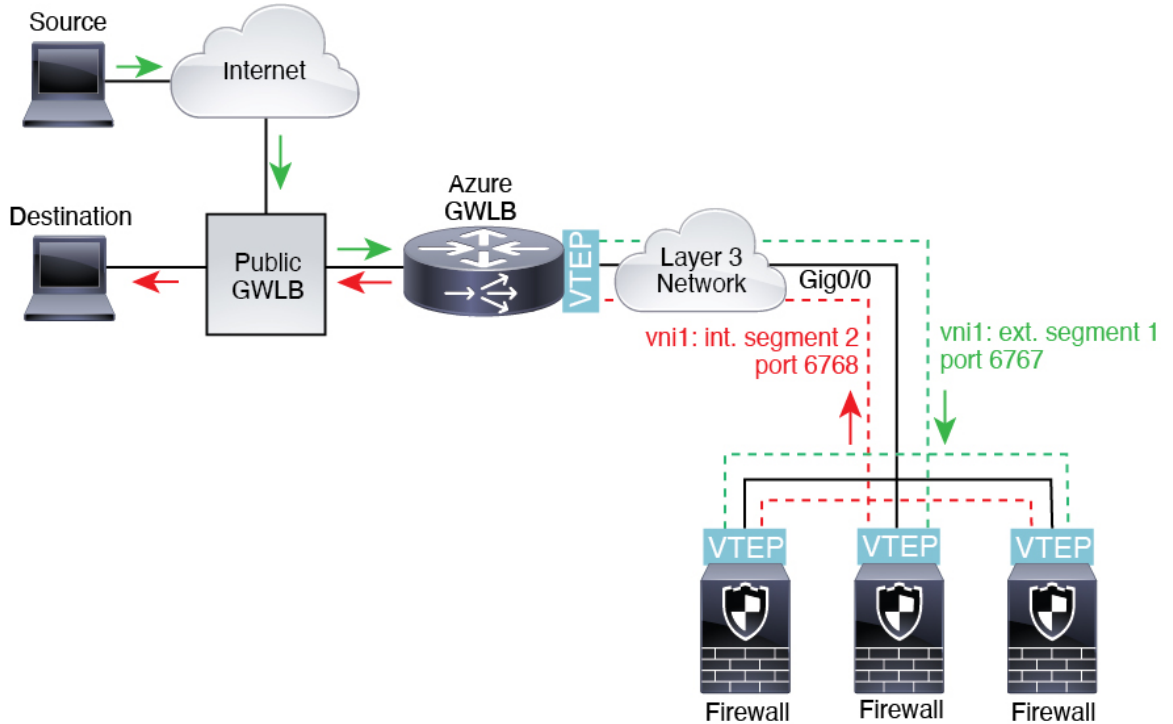 Source
Internet
Destination
Public
GWLB
Azure
GWLB
VTEP
Layer 3
Network
Gig0/0
vni1: int. segment 2
port 6768
vni1: ext. segment 1
port 6767
VTEP
VTEP
VTEP
Firewall
Firewall
Firewall